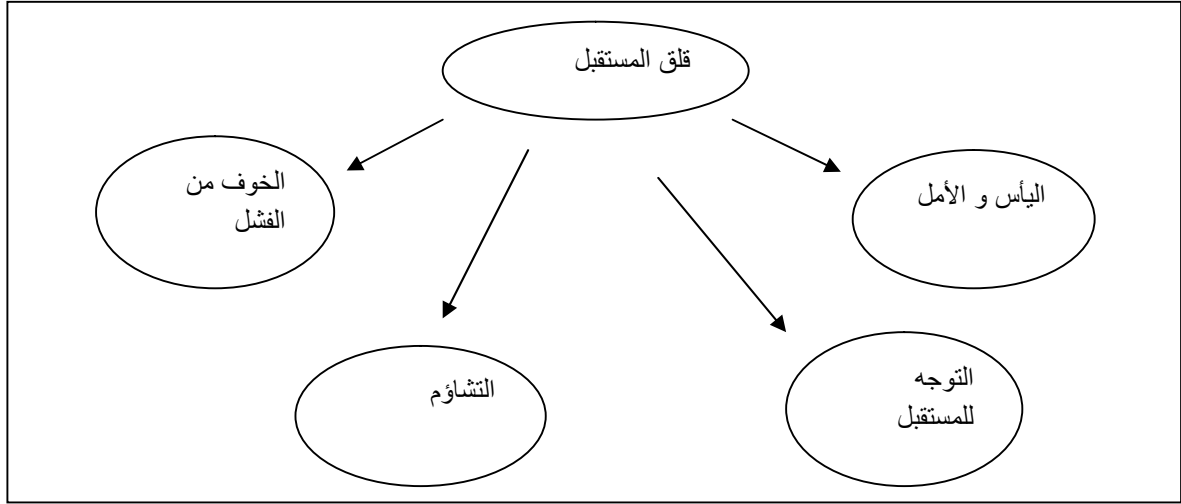 قلق المستقبل
اليأس و الأمل
الخوف من
الفشل
التوجه
للمستقبل
التشاؤم